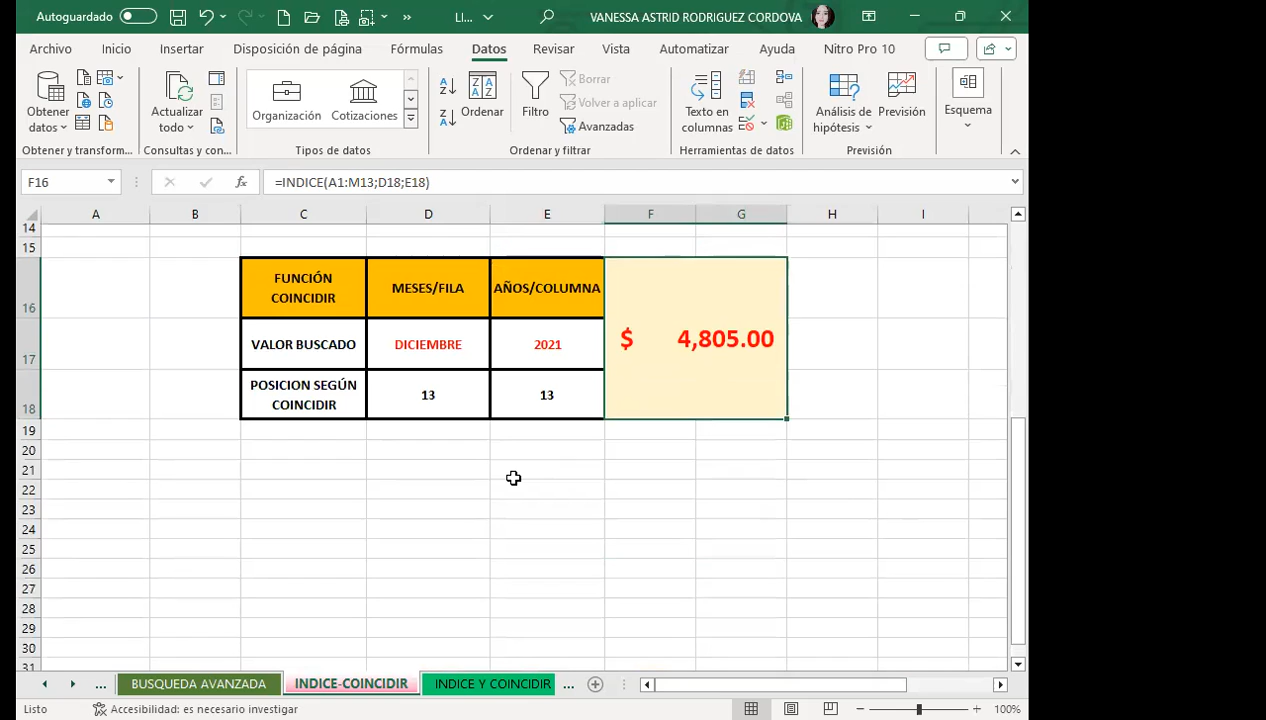 Autoguardado LI... VANESSA ASTRID RODRIGUEZ CORDOVA
Archivo Inicio Insertar Disposición de página Fórmulas Datos Revisar Vista Automatizar Ayuda Nitro Pro 10
Obtener datos
Actualizar todo
Organización Cotizaciones
Ordenar
Filtro
Borrar
Volver a aplicar
Avanzadas
Texto en columnas
Análisis de hipótesis
Previsión
Esquema
Obtener y transform... Consultas y con... Tipos de datos Ordenar y filtrar Herramientas de datos Previsión
F16 fx =INDICE(A1:M13;D18;E18)
A B C D E F G H I
14
15
16 FUNCIÓN COINCIDIR MESES/FILA AÑOS/COLUMNA
17 VALOR BUSCADO DICIEMBRE 2021 $ 4,805.00
18 POSICION SEGÚN COINCIDIR 13 13
19
20
21
22
23
24
25
26
27
28
29
30
31
... BUSQUEDA AVANZADA INDICE-COINCIDIR INDICE Y COINCIDIR ...
Listo Accesibilidad: es necesario investigar 100%